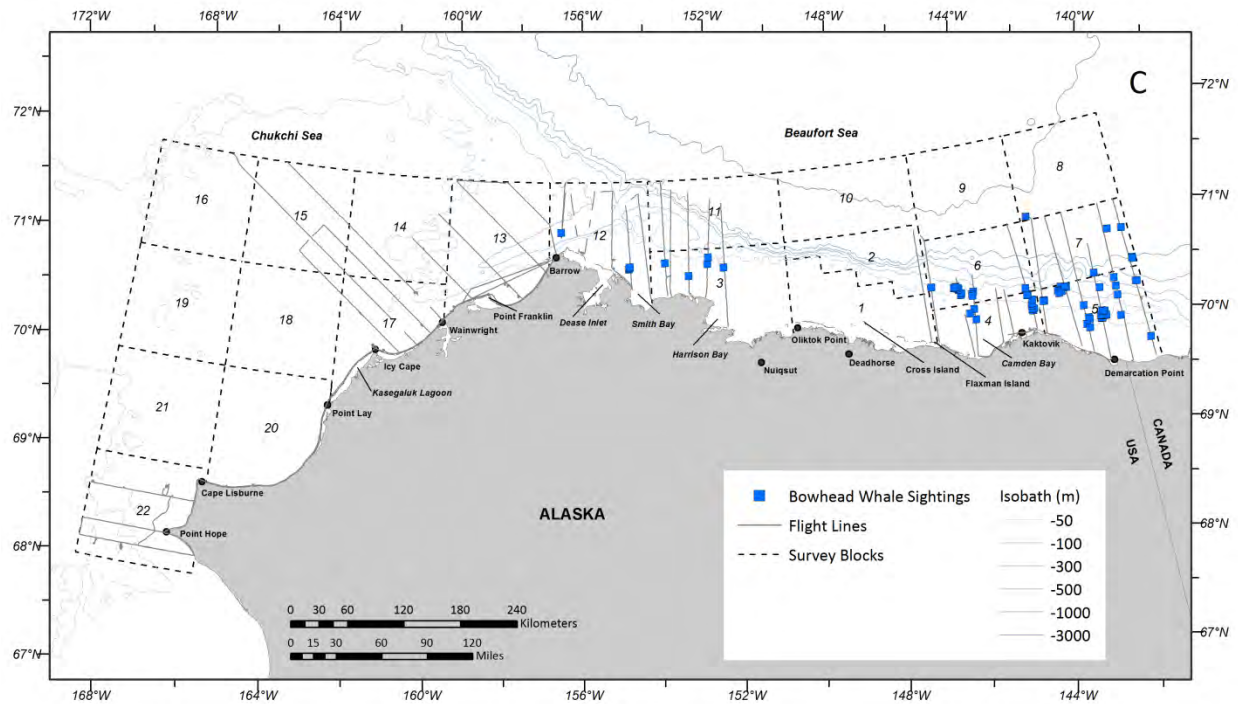 172°W 168°W 164°W 160°W 156°W 152°W 148°W 144°W 140°W
C
72°N 72°N
Chukchi Sea Beaufort Sea
8
9
10
16
71°N 71°N
15
14
11
13
12
7
6
2
19
18
Barrow
3
5
70°N 70°N
17
Point Franklin
Dease Inlet
Smith Bay
1
4
Wainwright
Harrison Bay
Oliktok Point
Kaktovik
Icy Cape
Nuiqsut
Deadhorse
Cross Island
Camden Bay
Demarcation Point
Kasegaluk Lagoon
Flaxman Island
21
20
Point Lay
69°N 69°N
CANADA
USA
Cape Lisburne
22
Point Hope
ALASKA
68°N 68°N
Bowhead Whale Sightings
Flight Lines
Survey Blocks
Isobath (m)
-50
-100
-300
-500
-1000
-3000
0 30 60 120 180 240
Kilometers
0 15 30 60 90 120
Miles
67°N 67°N
168°W 164°W 160°W 156°W 152°W 148°W 144°W